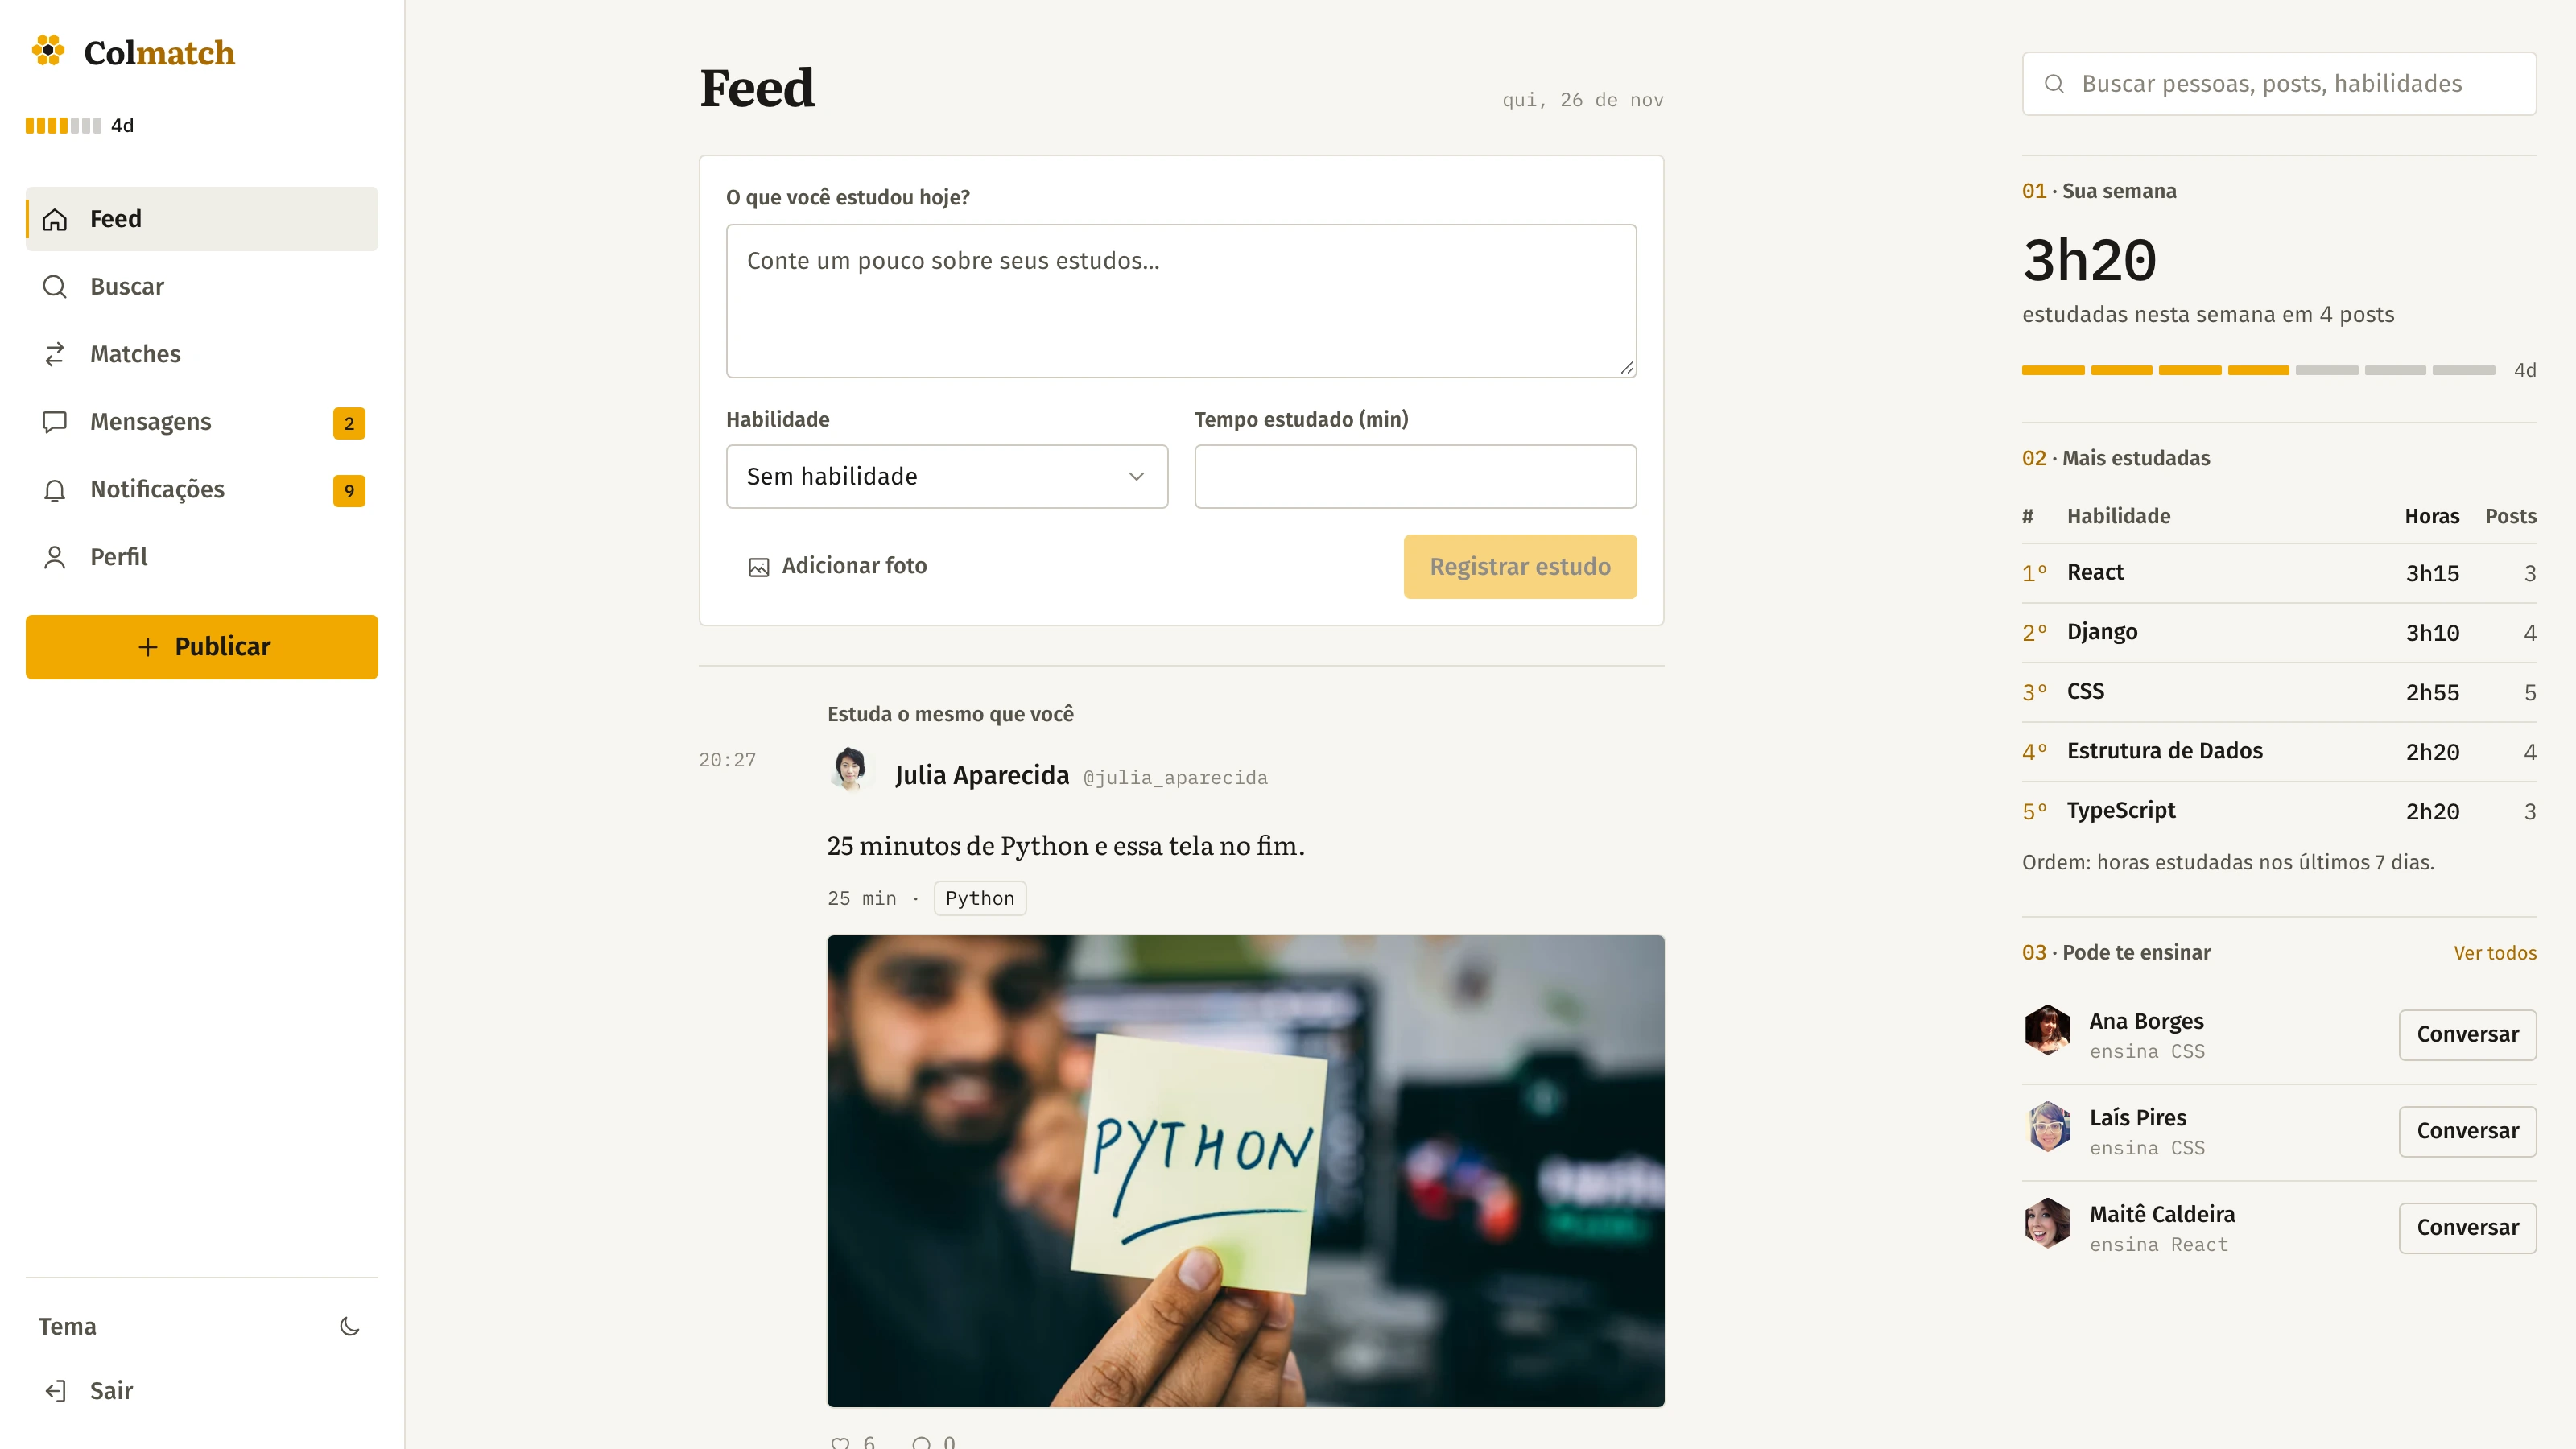 Colmatch
4d
Feed
Buscar
Matches
Mensagens 2
Notificações 9
Perfil
+ Publicar
Tema
Sair
Feed
qui, 26 de nov
O que você estudou hoje?
Conte um pouco sobre seus estudos...
Habilidade
Tempo estudado (min)
Sem habilidade
Adicionar foto
Registrar estudo
Estuda o mesmo que você
20:27
Julia Aparecida @julia_aparecida
25 minutos de Python e essa tela no fim.
25 min · Python
PYTHON
6 0
Buscar pessoas, posts, habilidades
01 · Sua semana
3h20
estudadas nesta semana em 4 posts
4d
02 · Mais estudadas
# Habilidade Horas Posts
1º React 3h15 3
2º Django 3h10 4
3º CSS 2h55 5
4º Estrutura de Dados 2h20 4
5º TypeScript 2h20 3
Ordem: horas estudadas nos últimos 7 dias.
03 · Pode te ensinar Ver todos
Ana Borges
ensina CSS
Conversar
Laís Pires
ensina CSS
Conversar
Maitê Caldeira
ensina React
Conversar